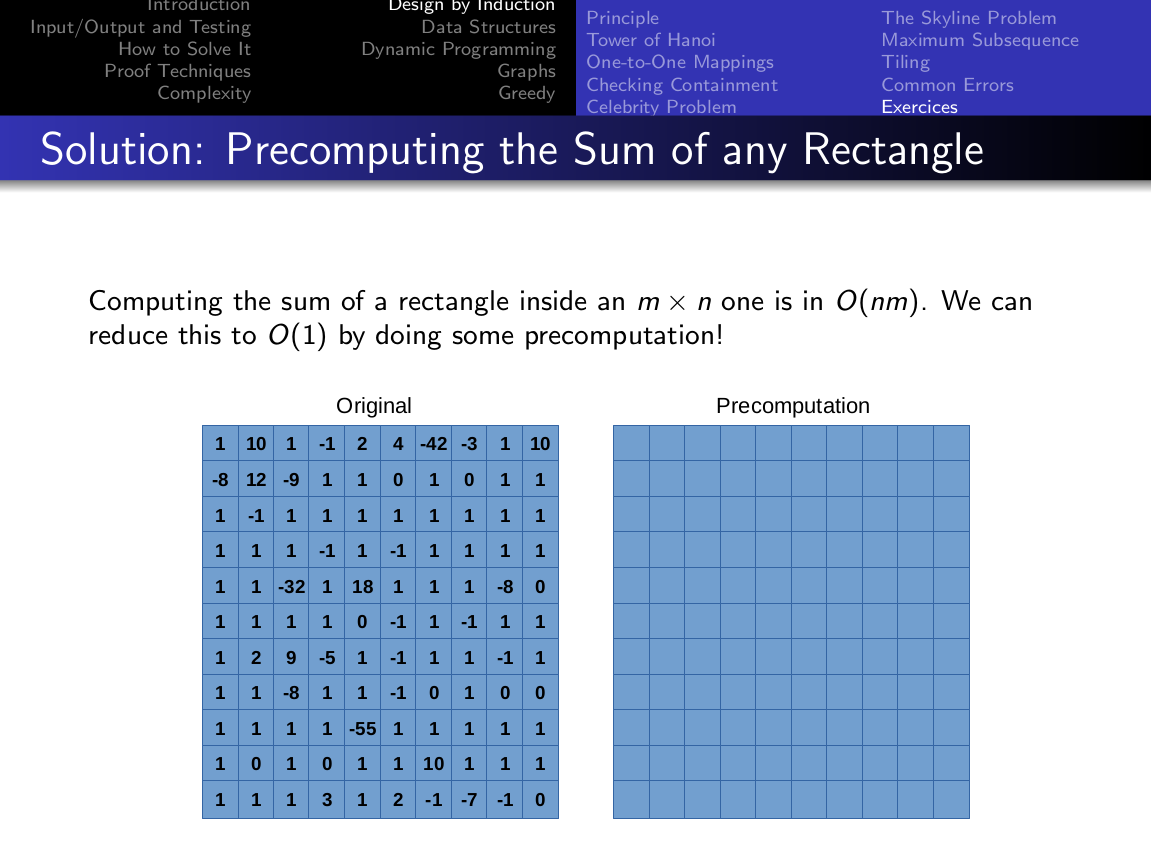 Introduction
Input/Output and Testing
How to Solve It
Proof Techniques
Complexity
Design by Induction
Data Structures
Dynamic Programming
Graphs
Greedy
Principle
Tower of Hanoi
One-to-One Mappings
Checking Containment
Celebrity Problem
The Skyline Problem
Maximum Subsequence
Tiling
Common Errors
Exercices
Solution: Precomputing the Sum of any Rectangle
Computing the sum of a rectangle inside an m × n one is in O(nm). We can
reduce this to O(1) by doing some precomputation!
Original
1 10 1 -1 2 4 -42 -3 1 10
-8 12 -9 1 1 0 1 0 1 1
1 -1 1 1 1 1 1 1 1 1
1 1 1 -1 1 -1 1 1 1 1
1 1 -32 1 18 1 1 1 -8 0
1 1 1 1 0 -1 1 -1 1 1
1 2 9 -5 1 -1 1 1 -1 1
1 1 -8 1 1 -1 0 1 0 0
1 1 1 1 -55 1 1 1 1 1
1 0 1 0 1 1 10 1 1 1
1 1 1 3 1 2 -1 -7 -1 0
Precomputation